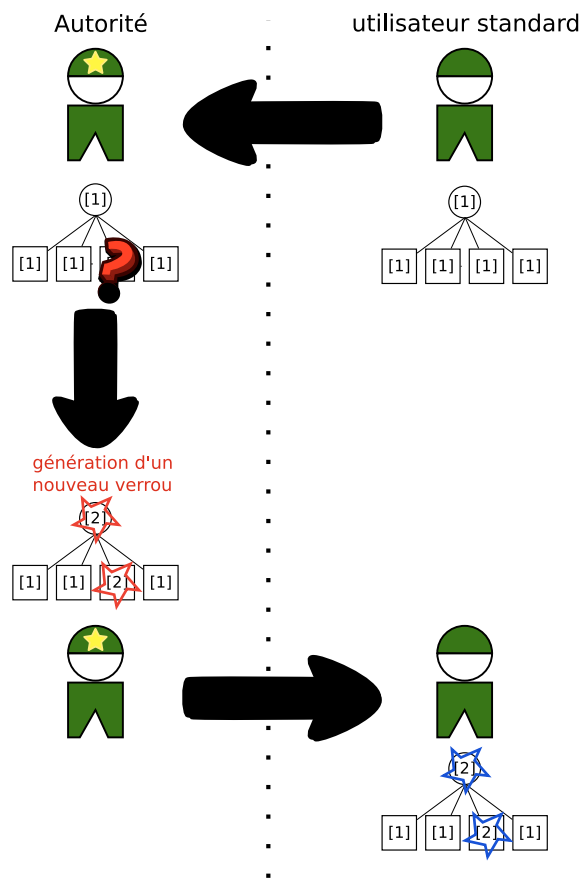 Autorité
utilisateur standard
[1]
[1] [1] [1]
[1]
[1] [1] [1] [1]
génération d'un
nouveau verrou
[2]
[1] [1] [2] [1]
[2]
[1] [1] [2] [1]